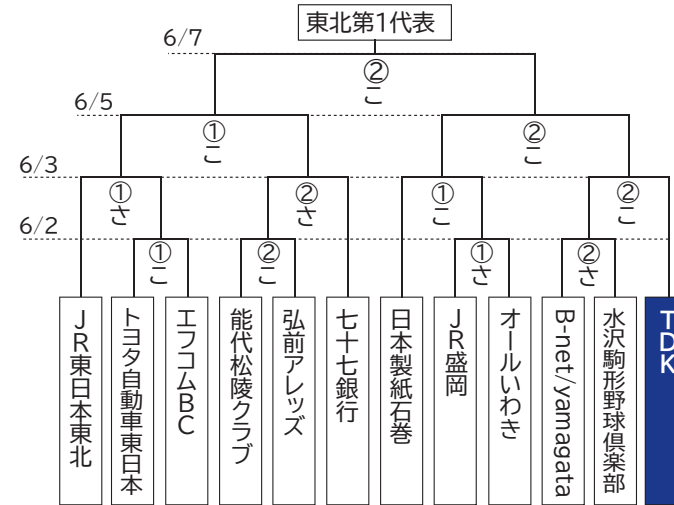 東北第1代表
6/7
②
こ
6/5
①
こ
②
こ
6/3
①
さ
②
さ
①
こ
②
こ
6/2
①
こ
②
こ
①
さ
②
さ
JR東日本東北
トヨタ自動車東日本
エフコムBC
能代松陵クラブ
弘前アレッズ
七十七銀行
日本製紙石巻
JR盛岡
オールいわき
B-net/yamagata
水沢駒形野球倶楽部
TDK